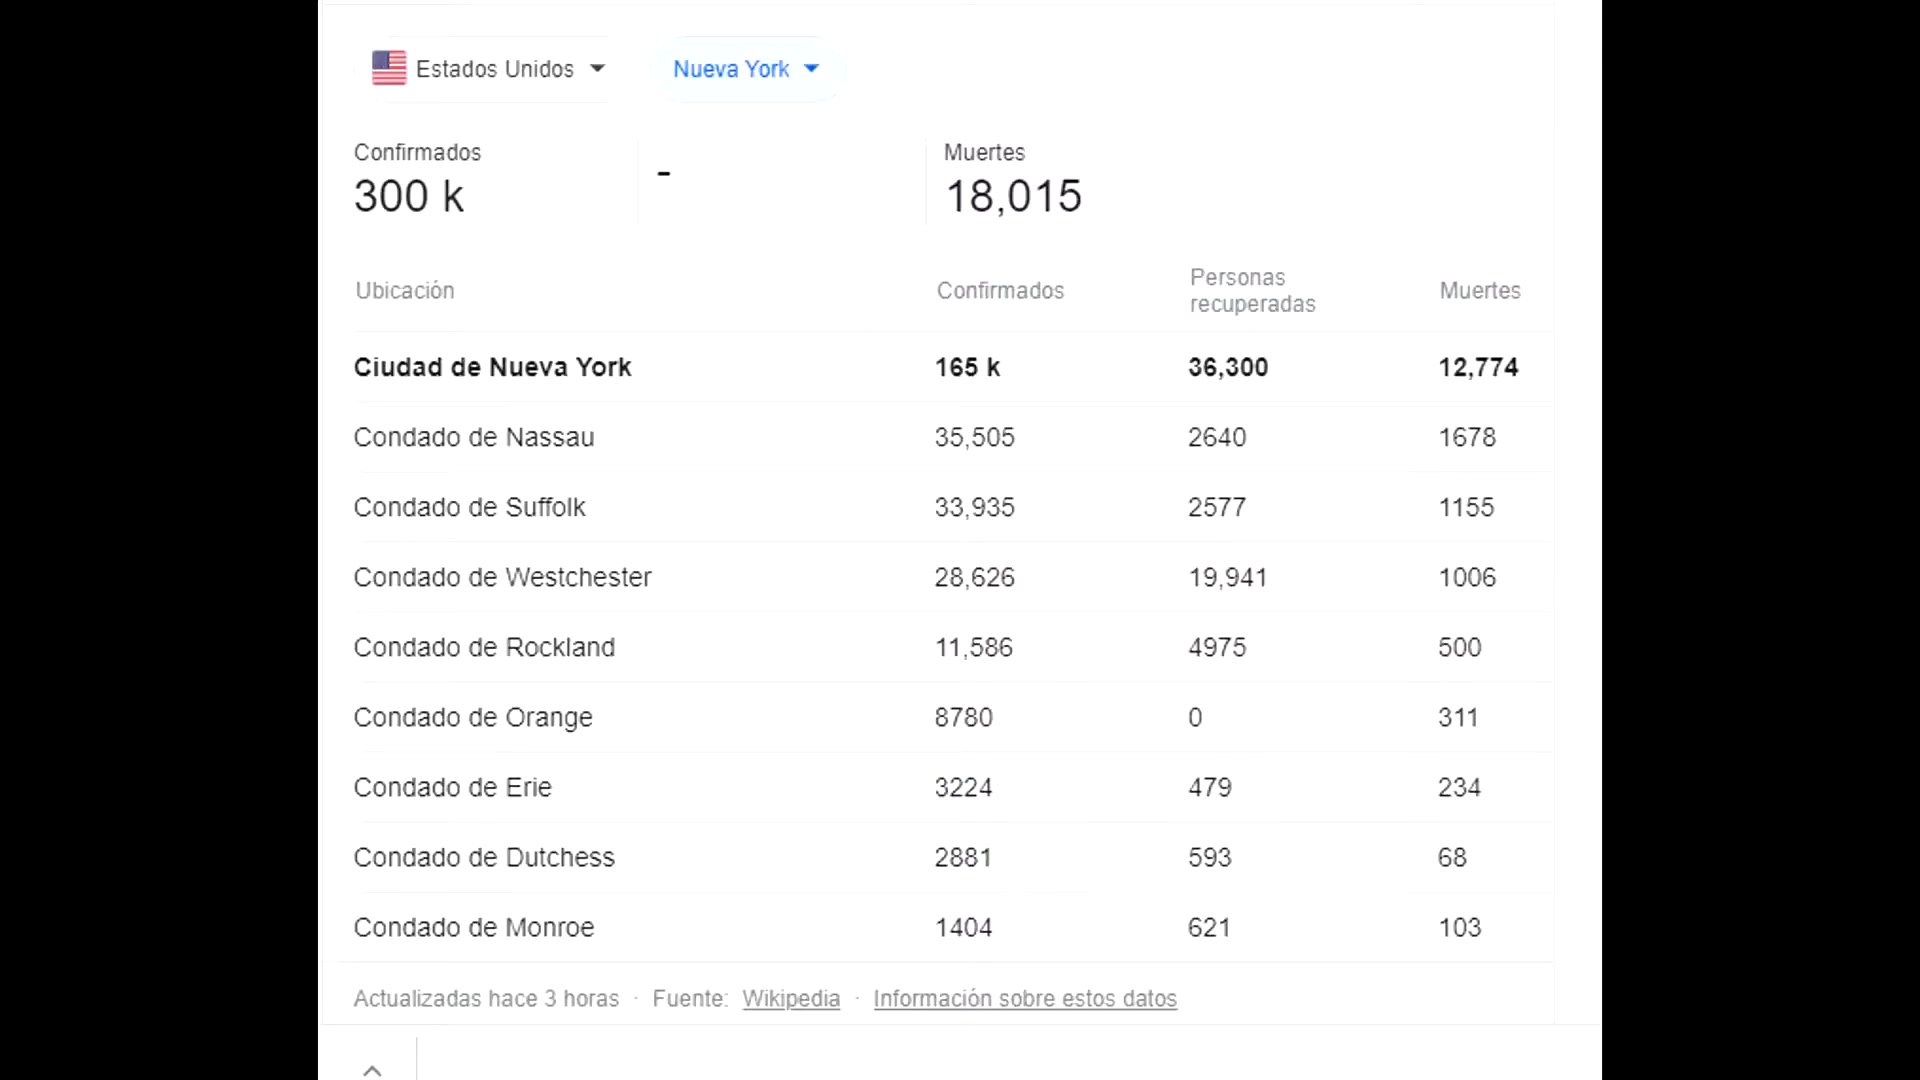 Estados Unidos Nueva York
Confirmados Muertes
300 k - 18,015
Ubicación Confirmados Personas recuperadas Muertes
Ciudad de Nueva York 165 k 36,300 12,774
Condado de Nassau 35,505 2640 1678
Condado de Suffolk 33,935 2577 1155
Condado de Westchester 28,626 19,941 1006
Condado de Rockland 11,586 4975 500
Condado de Orange 8780 0 311
Condado de Erie 3224 479 234
Condado de Dutchess 2881 593 68
Condado de Monroe 1404 621 103
Actualizadas hace 3 horas · Fuente: Wikipedia · Información sobre estos datos